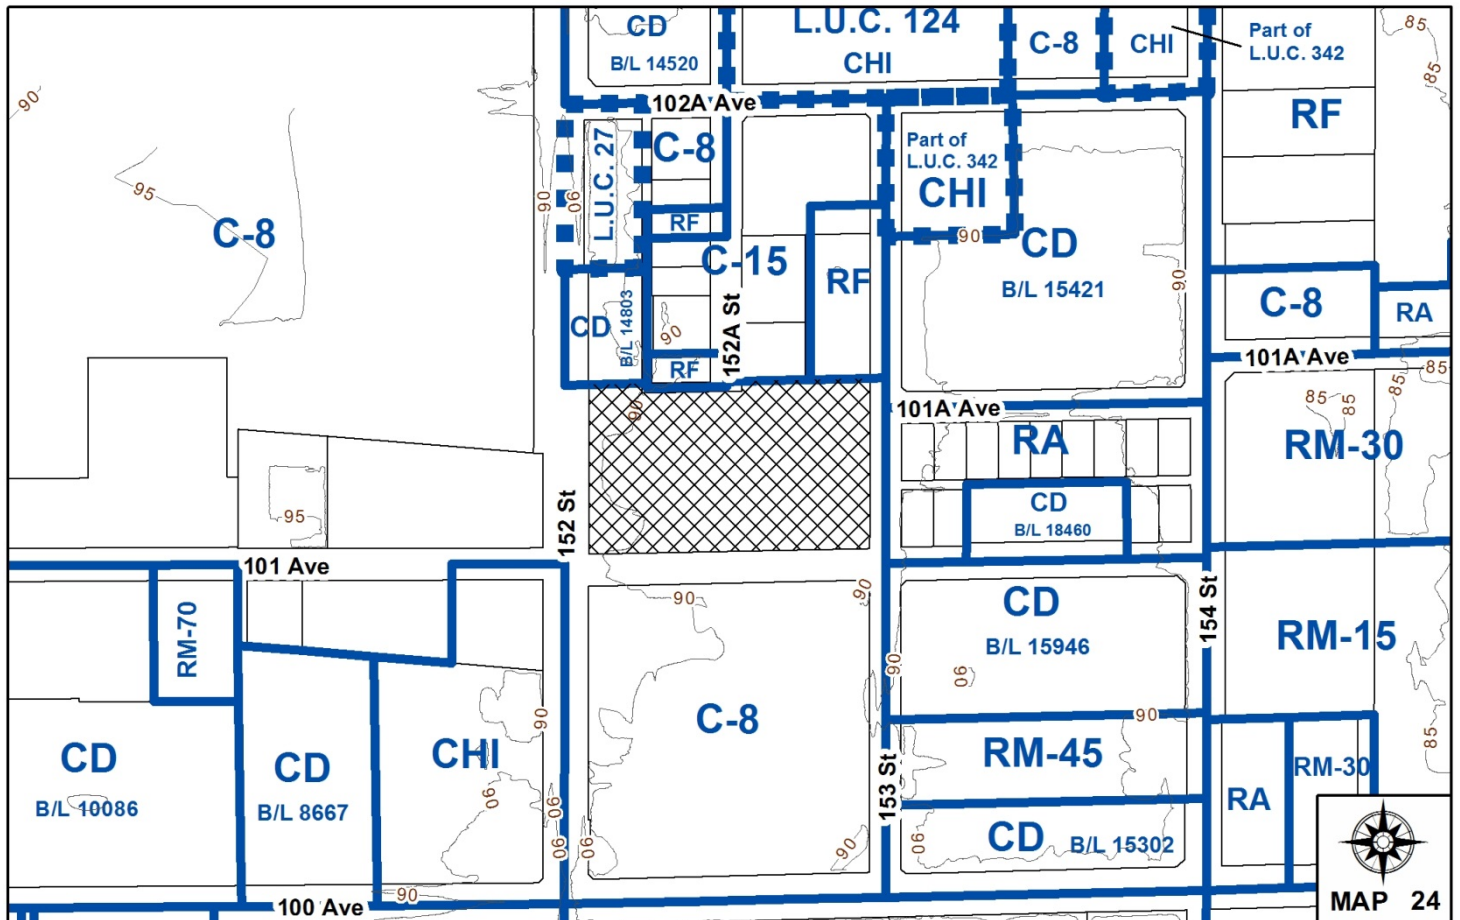 CD
B/L 14520
L.U.C. 124
CHI
C-8
CHI
Part of
L.U.C. 342
85
85
90
102A Ave
RF
L.U.C. 27
C-8
Part of
L.U.C. 342
CHI
95
90
90
RF
C-8
90
CD
C-15
RF
90
B/L 15421
C-8
RA
CD
B/L 14803
90
152A St
RF
101A Ave
85
85
90
101A Ave
85
85
RA
RM-30
95
152 St
CD
B/L 18460
101 Ave
RM-70
90
90
CD
B/L 15946
154 St
RM-15
90
90
90
C-8
90
85
CD
B/L 10086
CD
B/L 8667
CHI
90
90
90
90
153 St
RM-45
RM-30
RA
90
90
CD
B/L 15302
90
100 Ave
MAP 24